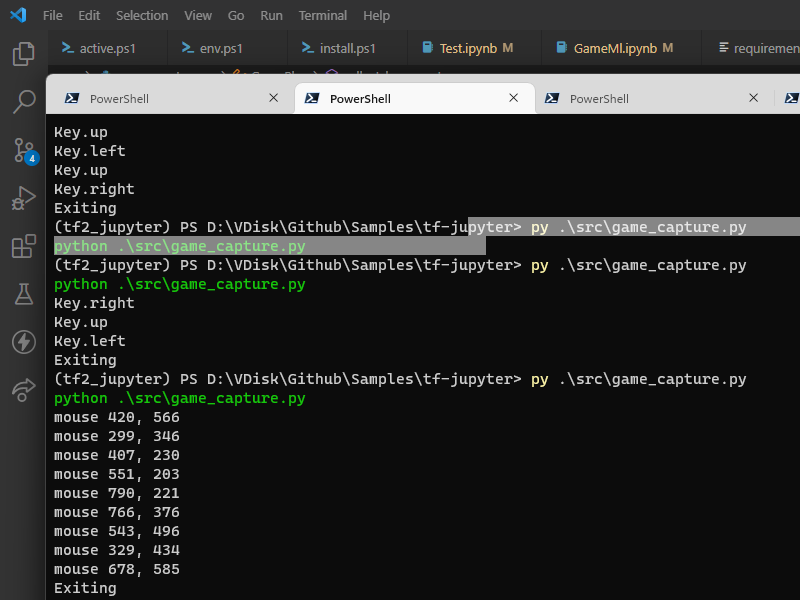 File Edit Selection View Go Run Terminal Help
active.ps1 env.ps1 install.ps1 Test.ipynb M GameMl.ipynb M requiremen
PowerShell PowerShell PowerShell
Key.up
Key.left
Key.up
Key.right
Exiting
(tf2_jupyter) PS D:\VDisk\Github\Samples\tf-jupyter> py .\src\game_capture.py
python .\src\game_capture.py
(tf2_jupyter) PS D:\VDisk\Github\Samples\tf-jupyter> py .\src\game_capture.py
python .\src\game_capture.py
Key.right
Key.up
Key.left
Exiting
(tf2_jupyter) PS D:\VDisk\Github\Samples\tf-jupyter> py .\src\game_capture.py
python .\src\game_capture.py
mouse 420, 566
mouse 299, 346
mouse 407, 230
mouse 551, 203
mouse 790, 221
mouse 766, 376
mouse 543, 496
mouse 329, 434
mouse 678, 585
Exiting
4